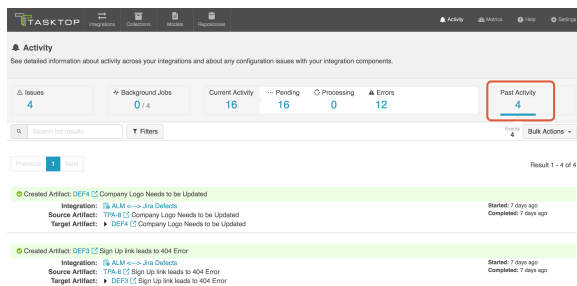 TASKTOP
Integrations Collections Models Repositories Activity Metrics Help Settings
Activity
See detailed information about activity across your integrations and about any configuration issues with your integration components.
Issues Background Jobs Current Activity Pending Processing Errors Past Activity
4 0 / 4 16 16 0 12 4
Search list results Filters Events 4 Bulk Actions
Previous 1 Next Result 1 - 4 of 4
Created Artifact: DEF4 Company Logo Needs to be Updated
Integration: ALM <---> Jira Defects Started: 7 days ago
Source Artifact: TPA-8 Company Logo Needs to be Updated Completed: 7 days ago
Target Artifact: DEF4 Company Logo Needs to be Updated
Created Artifact: DEF3 Sign Up link leads to 404 Error
Integration: ALM <---> Jira Defects Started: 7 days ago
Source Artifact: TPA-6 Sign Up link leads to 404 Error Completed: 7 days ago
Target Artifact: DEF3 Sign Up link leads to 404 Error